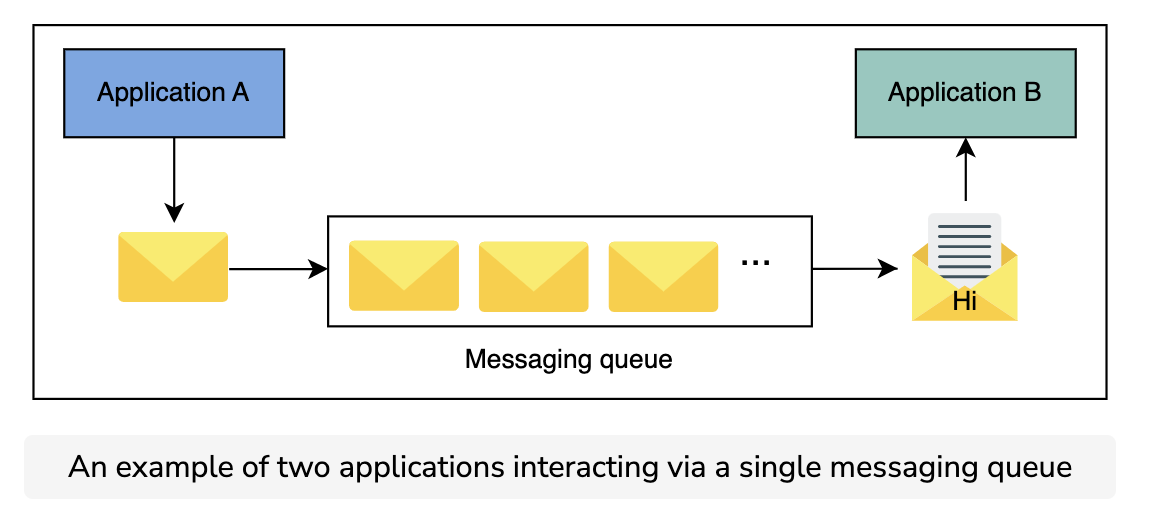 Application A
Application B
...
Hi
Messaging queue
An example of two applications interacting via a single messaging queue